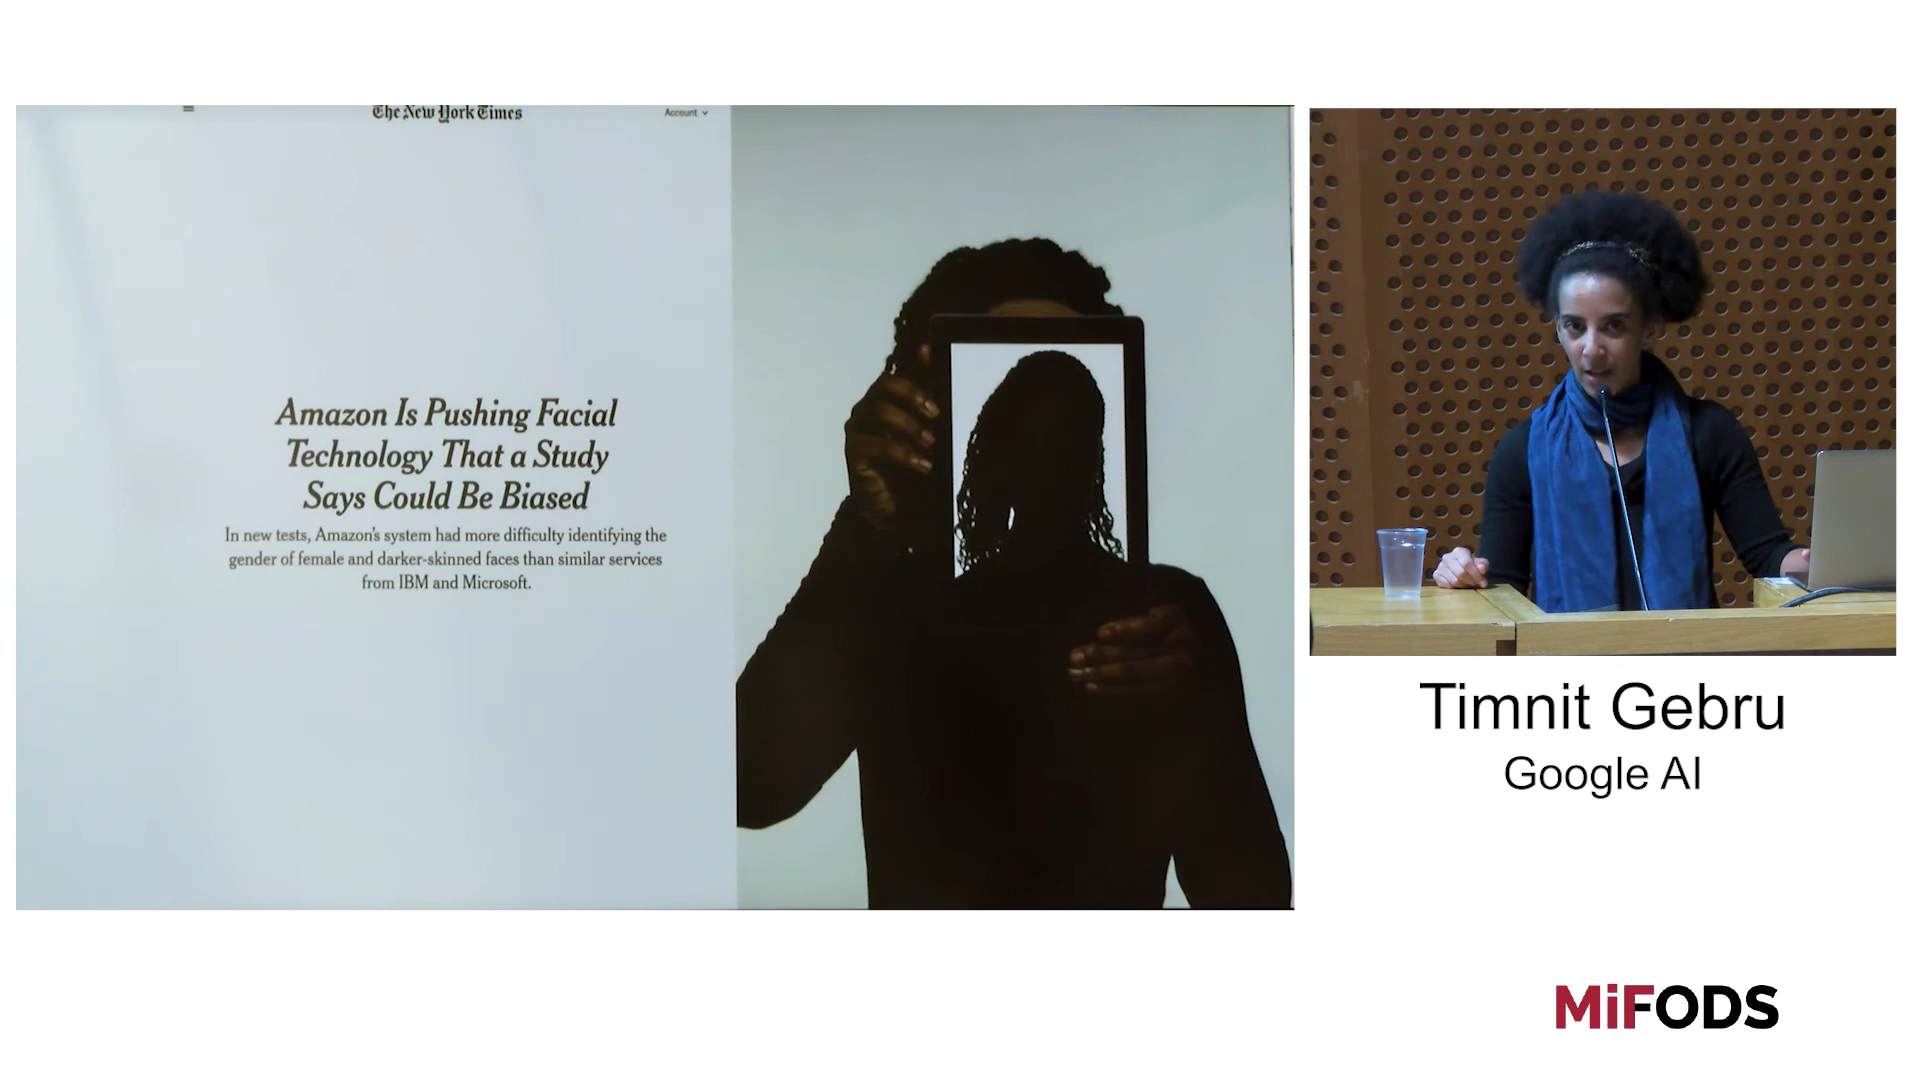 The New York Times
Account
Amazon Is Pushing Facial
Technology That a Study
Says Could Be Biased
In new tests, Amazon's system had more difficulty identifying the
gender of female and darker-skinned faces than similar services
from IBM and Microsoft.
Timnit Gebru
Google AI
MiFODS